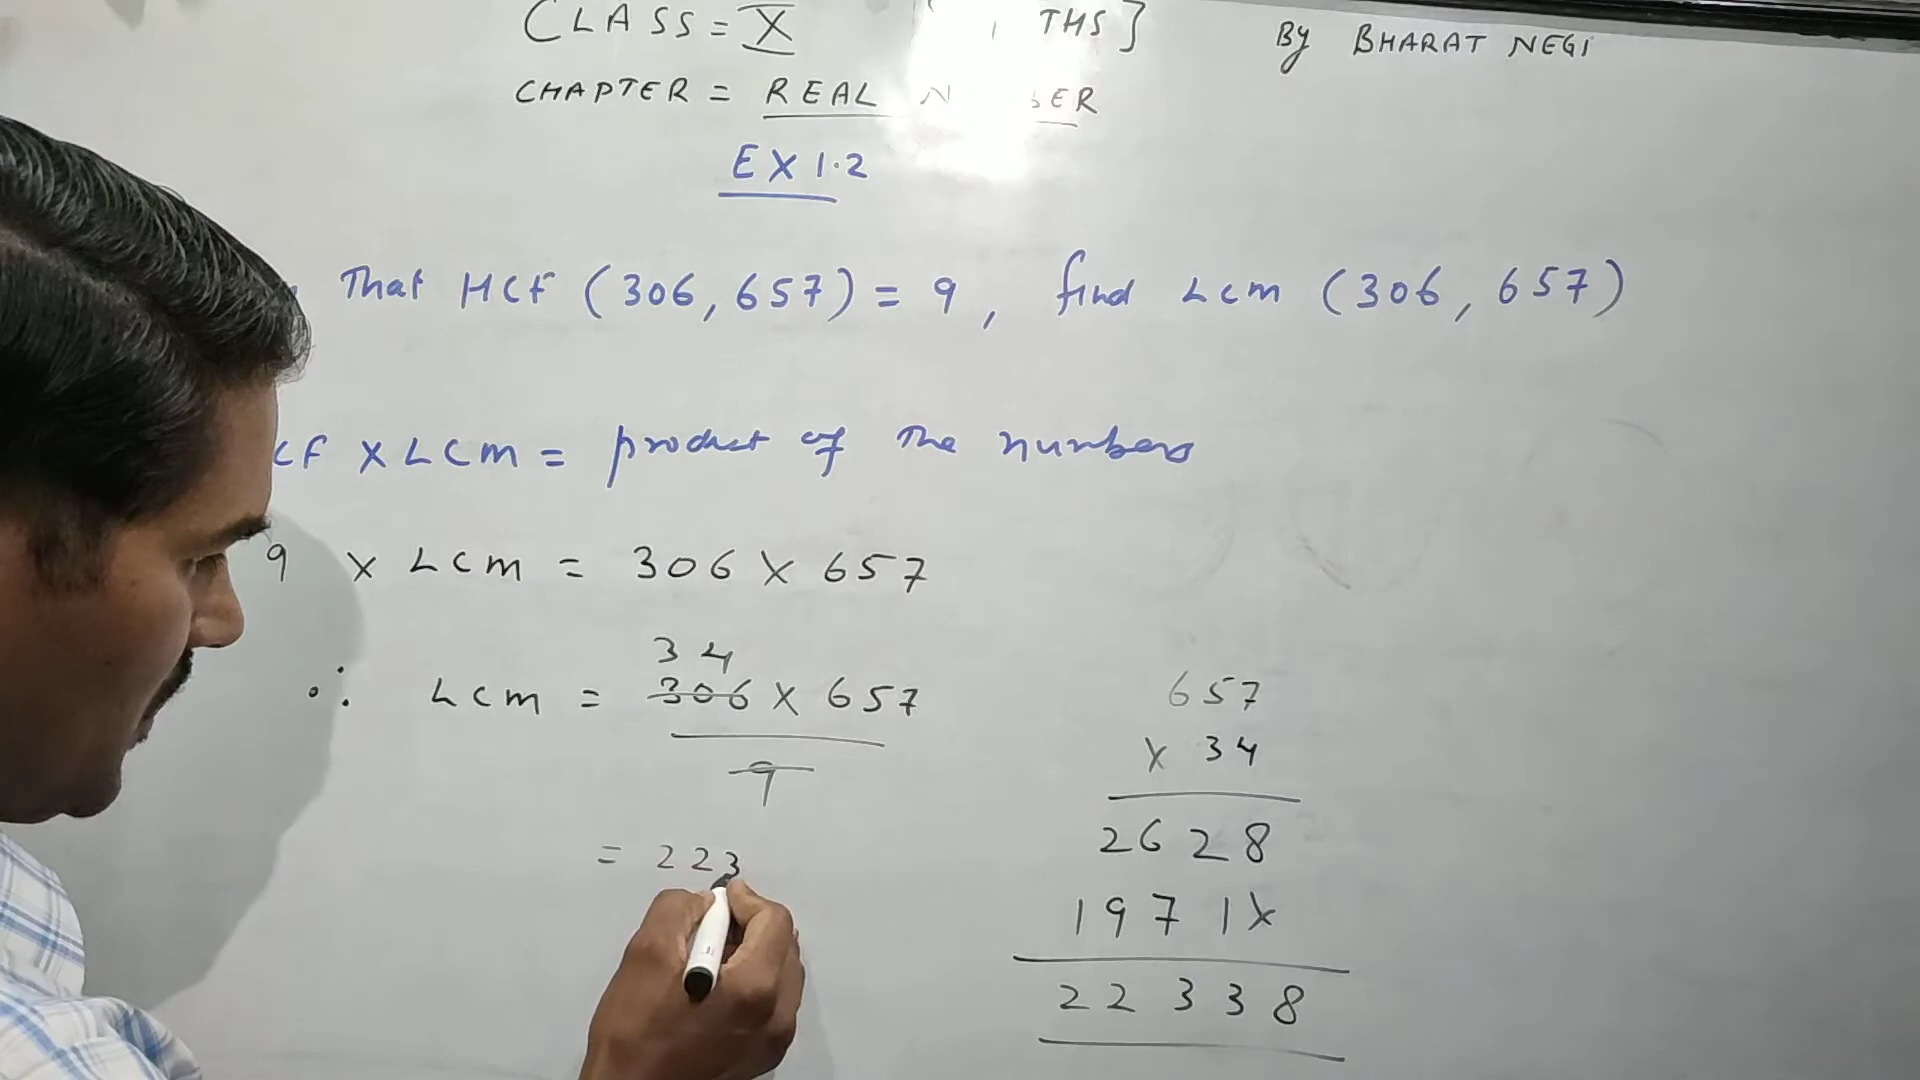 CLASS = X THS] By BHARAT NEGI
CHAPTER = REAL N BER
EX 1.2
That HCF (306, 657) = 9, find LCM (306, 657)
CF X LCM = product of the numbers
9 X LCM = 306 X 657
34
∴ LCM = 306 X 657
9
= 223
657
X 34
2628
1971X
22338